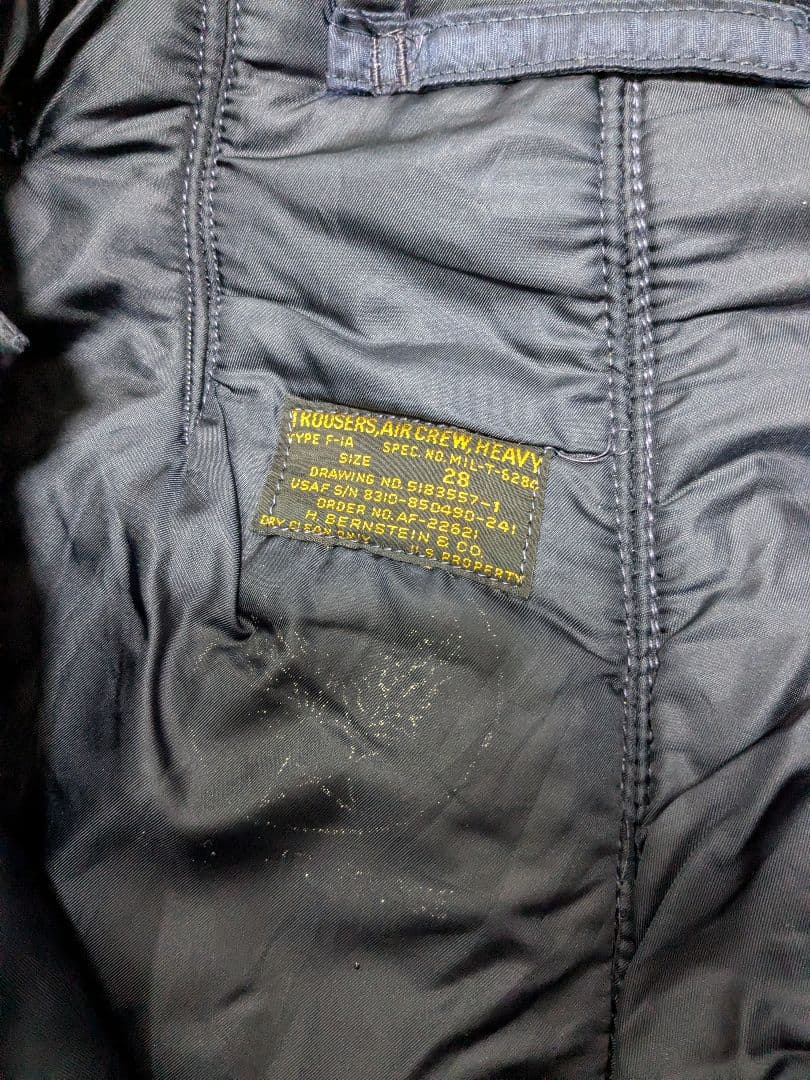 TROUSERS, AIR CREW, HEAVY
TYPE F-1A SPEC. NO. MIL-T-6284
SIZE 28
DRAWING NO. 5183557-1
USAF S/N 8310-850490-241
ORDER NO. AF-22621
H. BERNSTEIN & CO.
DRY CLEAN ONLY U.S. PROPERTY